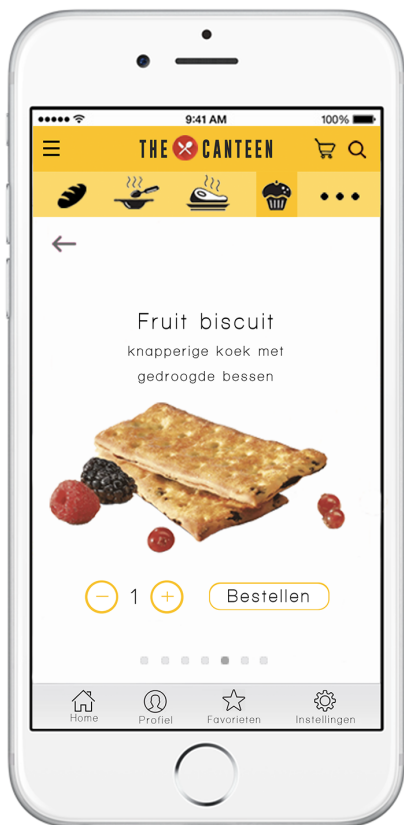 9:41 AM 100%
THE CANTEEN
Fruit biscuit
knapperige koek met
gedroogde bessen
1 Bestellen
Home Profiel Favorieten Instellingen